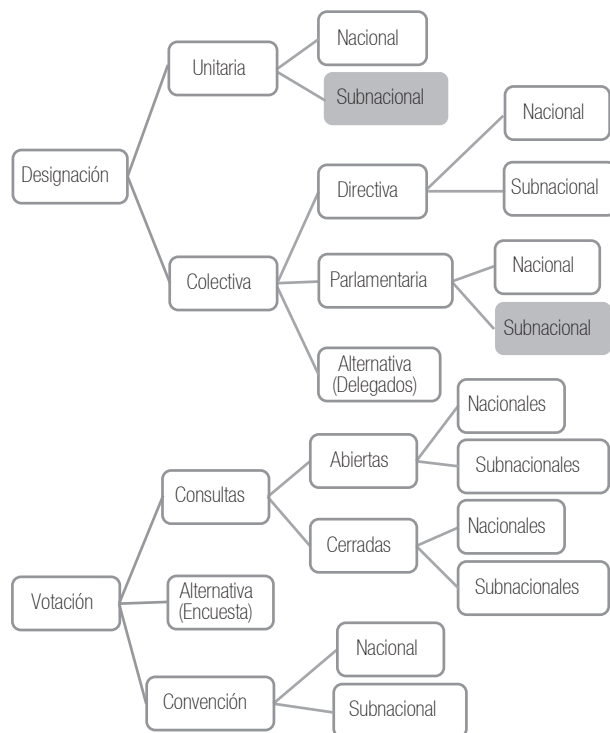 Nacional
Unitaria
Subnacional
Nacional
Designación
Directiva
Subnacional
Nacional
Colectiva
Parlamentaria
Subnacional
Alternativa
(Delegados)
Nacionales
Abiertas
Subnacionales
Consultas
Nacionales
Cerradas
Subnacionales
Votación
Alternativa
(Encuesta)
Nacional
Convención
Subnacional